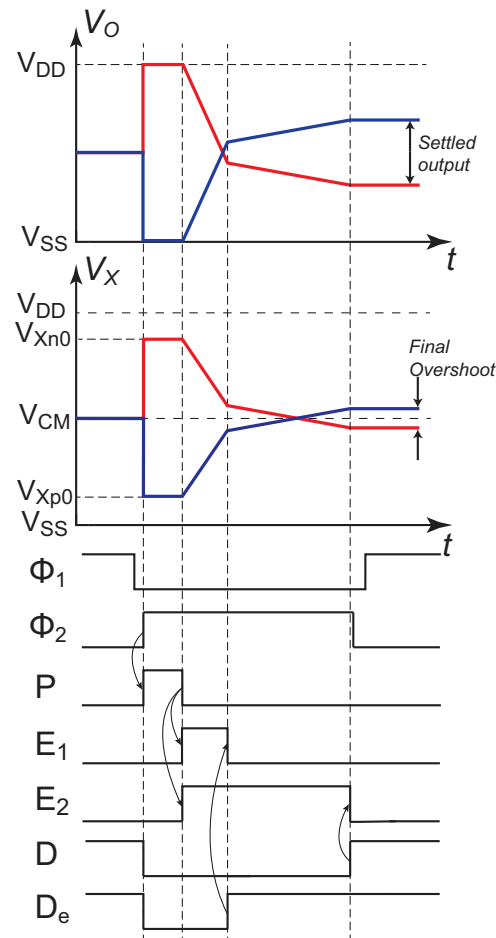 V_O
V_DD
Settled
output
V_SS
t
V_X
V_DD
V_Xn0
Final
Overshoot
V_CM
V_Xp0
V_SS
t
Φ_1
Φ_2
P
E_1
E_2
D
D_e